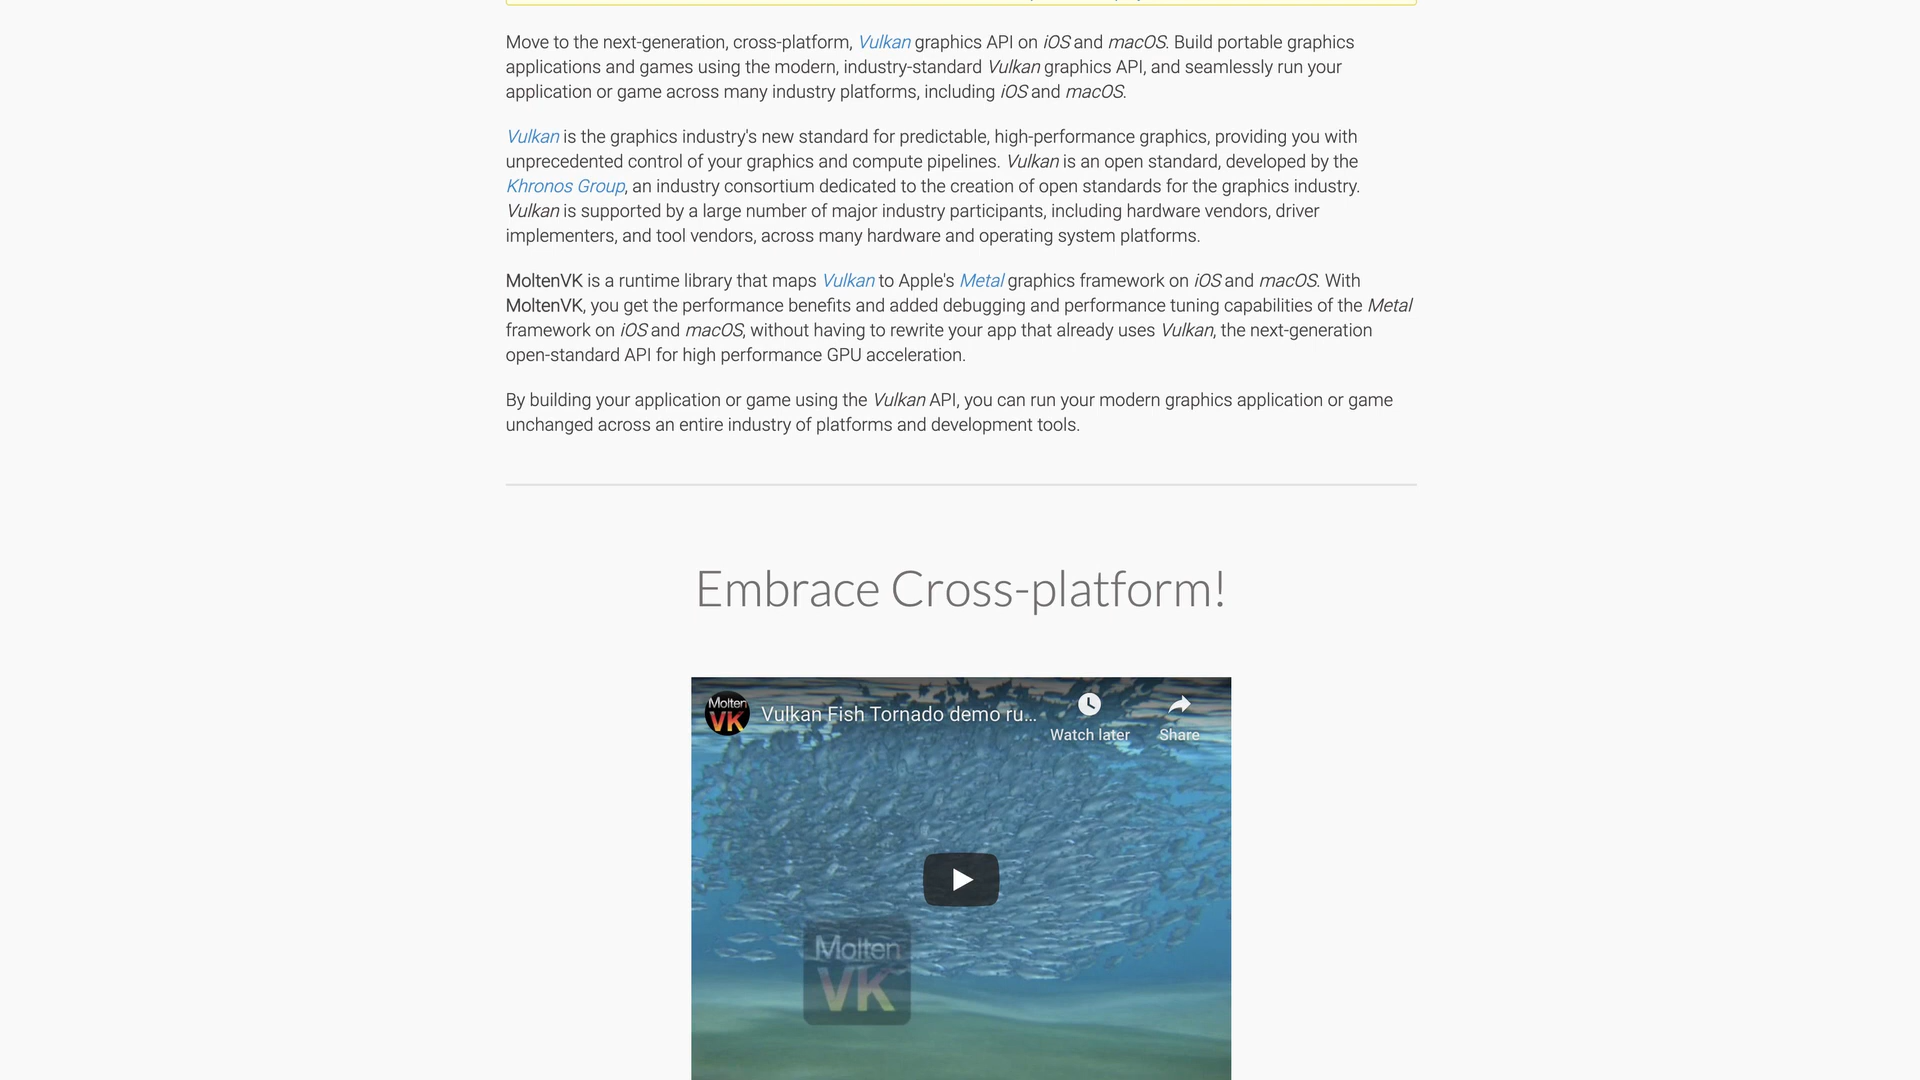 Move to the next-generation, cross-platform, Vulkan graphics API on iOS and macOS. Build portable graphics
applications and games using the modern, industry-standard Vulkan graphics API, and seamlessly run your
application or game across many industry platforms, including iOS and macOS.
Vulkan is the graphics industry's new standard for predictable, high-performance graphics, providing you with
unprecedented control of your graphics and compute pipelines. Vulkan is an open standard, developed by the
Khronos Group, an industry consortium dedicated to the creation of open standards for the graphics industry.
Vulkan is supported by a large number of major industry participants, including hardware vendors, driver
implementers, and tool vendors, across many hardware and operating system platforms.
MoltenVK is a runtime library that maps Vulkan to Apple's Metal graphics framework on iOS and macOS. With
MoltenVK, you get the performance benefits and added debugging and performance tuning capabilities of the Metal
framework on iOS and macOS, without having to rewrite your app that already uses Vulkan, the next-generation
open-standard API for high performance GPU acceleration.
By building your application or game using the Vulkan API, you can run your modern graphics application or game
unchanged across an entire industry of platforms and development tools.
Embrace Cross-platform!
Molten
VK
Vulkan Fish Tornado demo ru...
Watch later
Share
Molten
VK